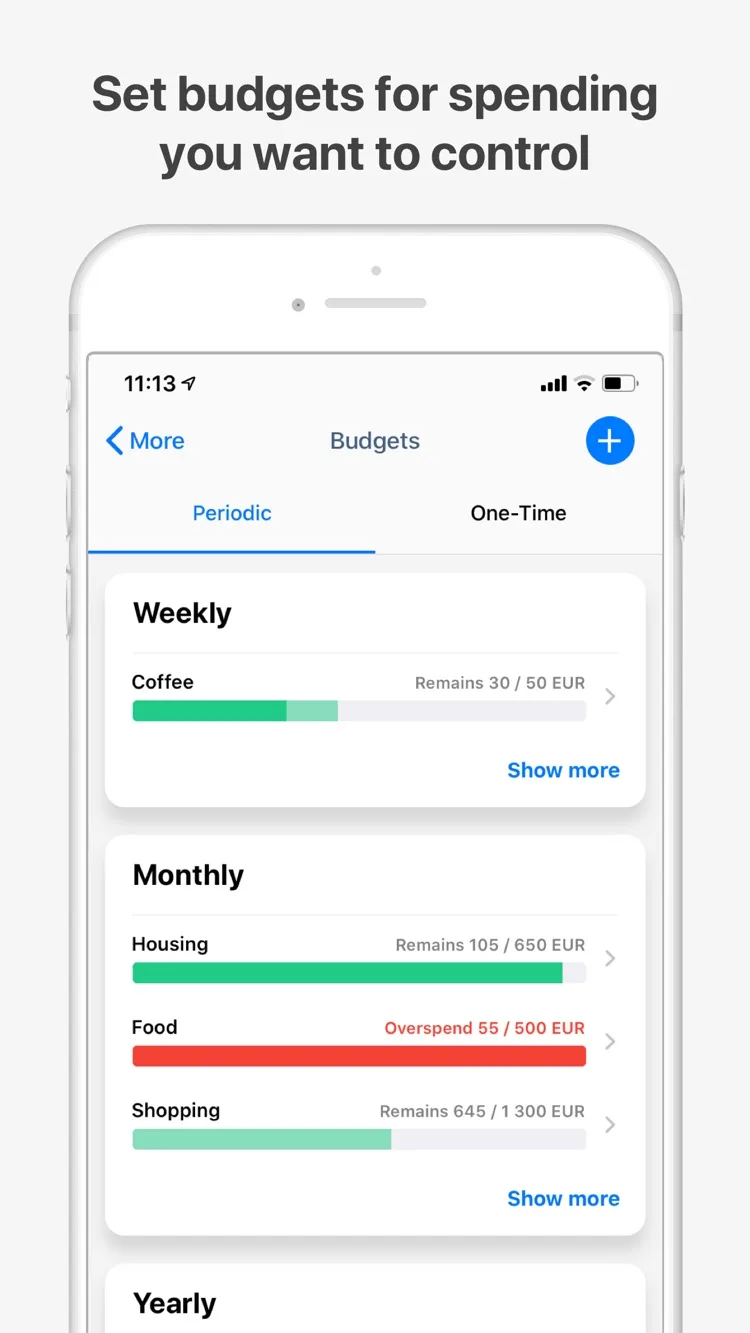 Set budgets for spending
you want to control
11:13
More
Budgets
Periodic
One-Time
Weekly
Coffee
Remains 30 / 50 EUR
Show more
Monthly
Housing
Remains 105 / 650 EUR
Food
Overspend 55 / 500 EUR
Shopping
Remains 645 / 1 300 EUR
Show more
Yearly